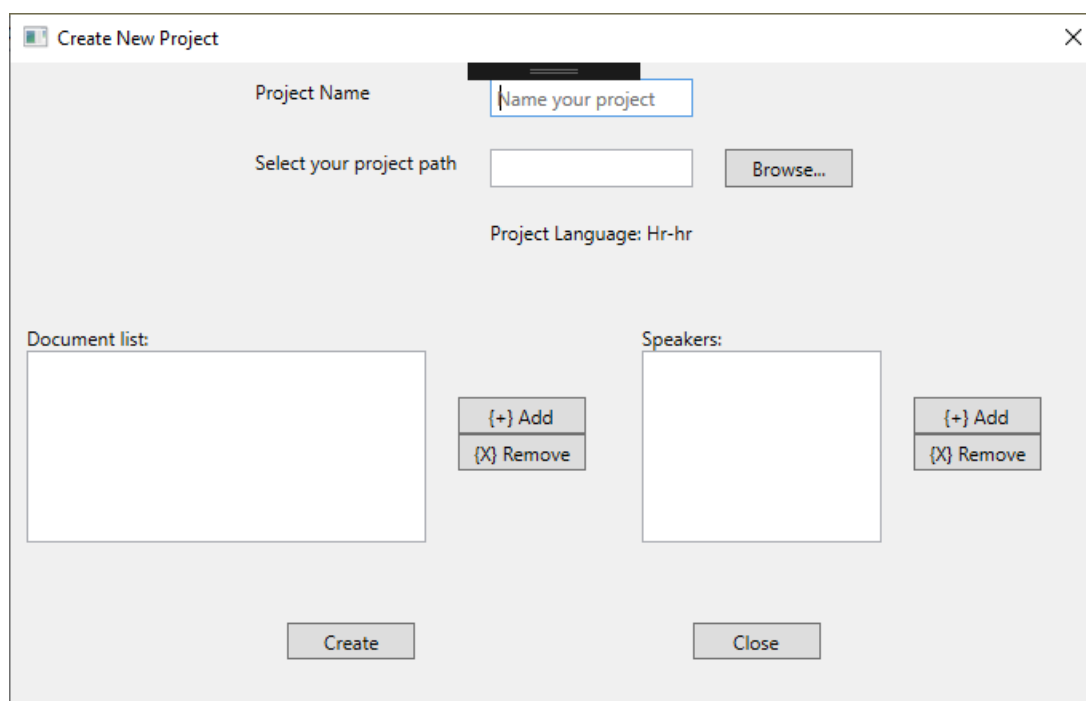 Create New Project
Project Name
Name your project
Select your project path
Browse...
Project Language: Hr-hr
Document list:
Speakers:
{+} Add
{X} Remove
{+} Add
{X} Remove
Create
Close